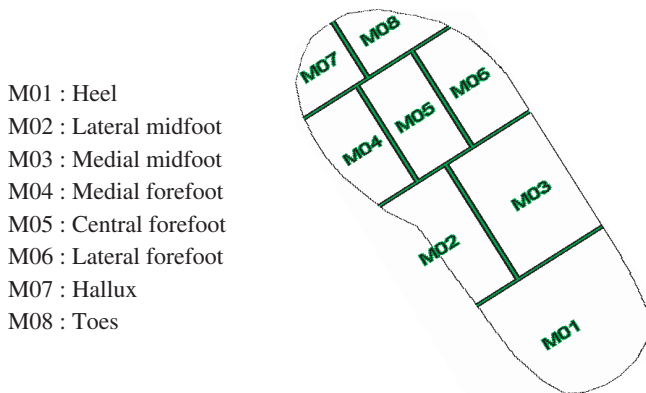 M01 : Heel
M02 : Lateral midfoot
M03 : Medial midfoot
M04 : Medial forefoot
M05 : Central forefoot
M06 : Lateral forefoot
M07 : Hallux
M08 : Toes
M08
M07
M06
M05
M04
M03
M02
M01